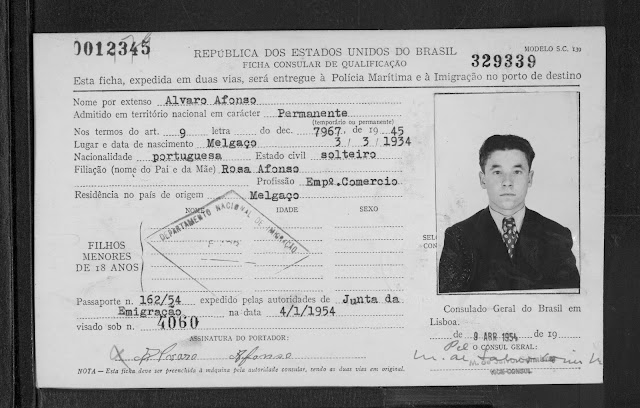 0012345
REPÚBLICA DOS ESTADOS UNIDOS DO BRASIL
MODELO S.C. 139
FICHA CONSULAR DE QUALIFICAÇÃO
329339
Esta ficha, expedida em duas vias, será entregue à Polícia Marítima e à Imigração no porto de destino
Nome por extenso Alvaro Afonso
Admitido em território nacional em carácter Permanente
(temporário ou permanente)
Nos termos do art. 9 letra do dec. 7967 de 1945
Lugar e data de nascimento Melgaço 3 / 3 / 1934
Nacionalidade portuguesa Estado civil solteiro
Filiação (nome do Pai e da Mãe) Rosa Afonso
Profissão Empº.Comercio
Residência no país de origem Melgaço
NOME IDADE SEXO
DEPARTAMENTO NACIONAL DE IMIGRAÇÃO
FILHOS
MENORES
DE 18 ANOS
Passaporte n. 162/54 expedido pelas autoridades de Junta da
Emigração na data 4/1/1954
visado sob n. 4060
ASSINATURA DO PORTADOR:
Alvaro Afonso
NOTA — Esta ficha deve ser preenchida à máquina pela autoridade consular, sendo as duas vias em original.
Consulado Geral do Brasil em
Lisboa.
de 9 ABR 1954 de 19
Pel O CONSUL GERAL:
VICE-CONSUL